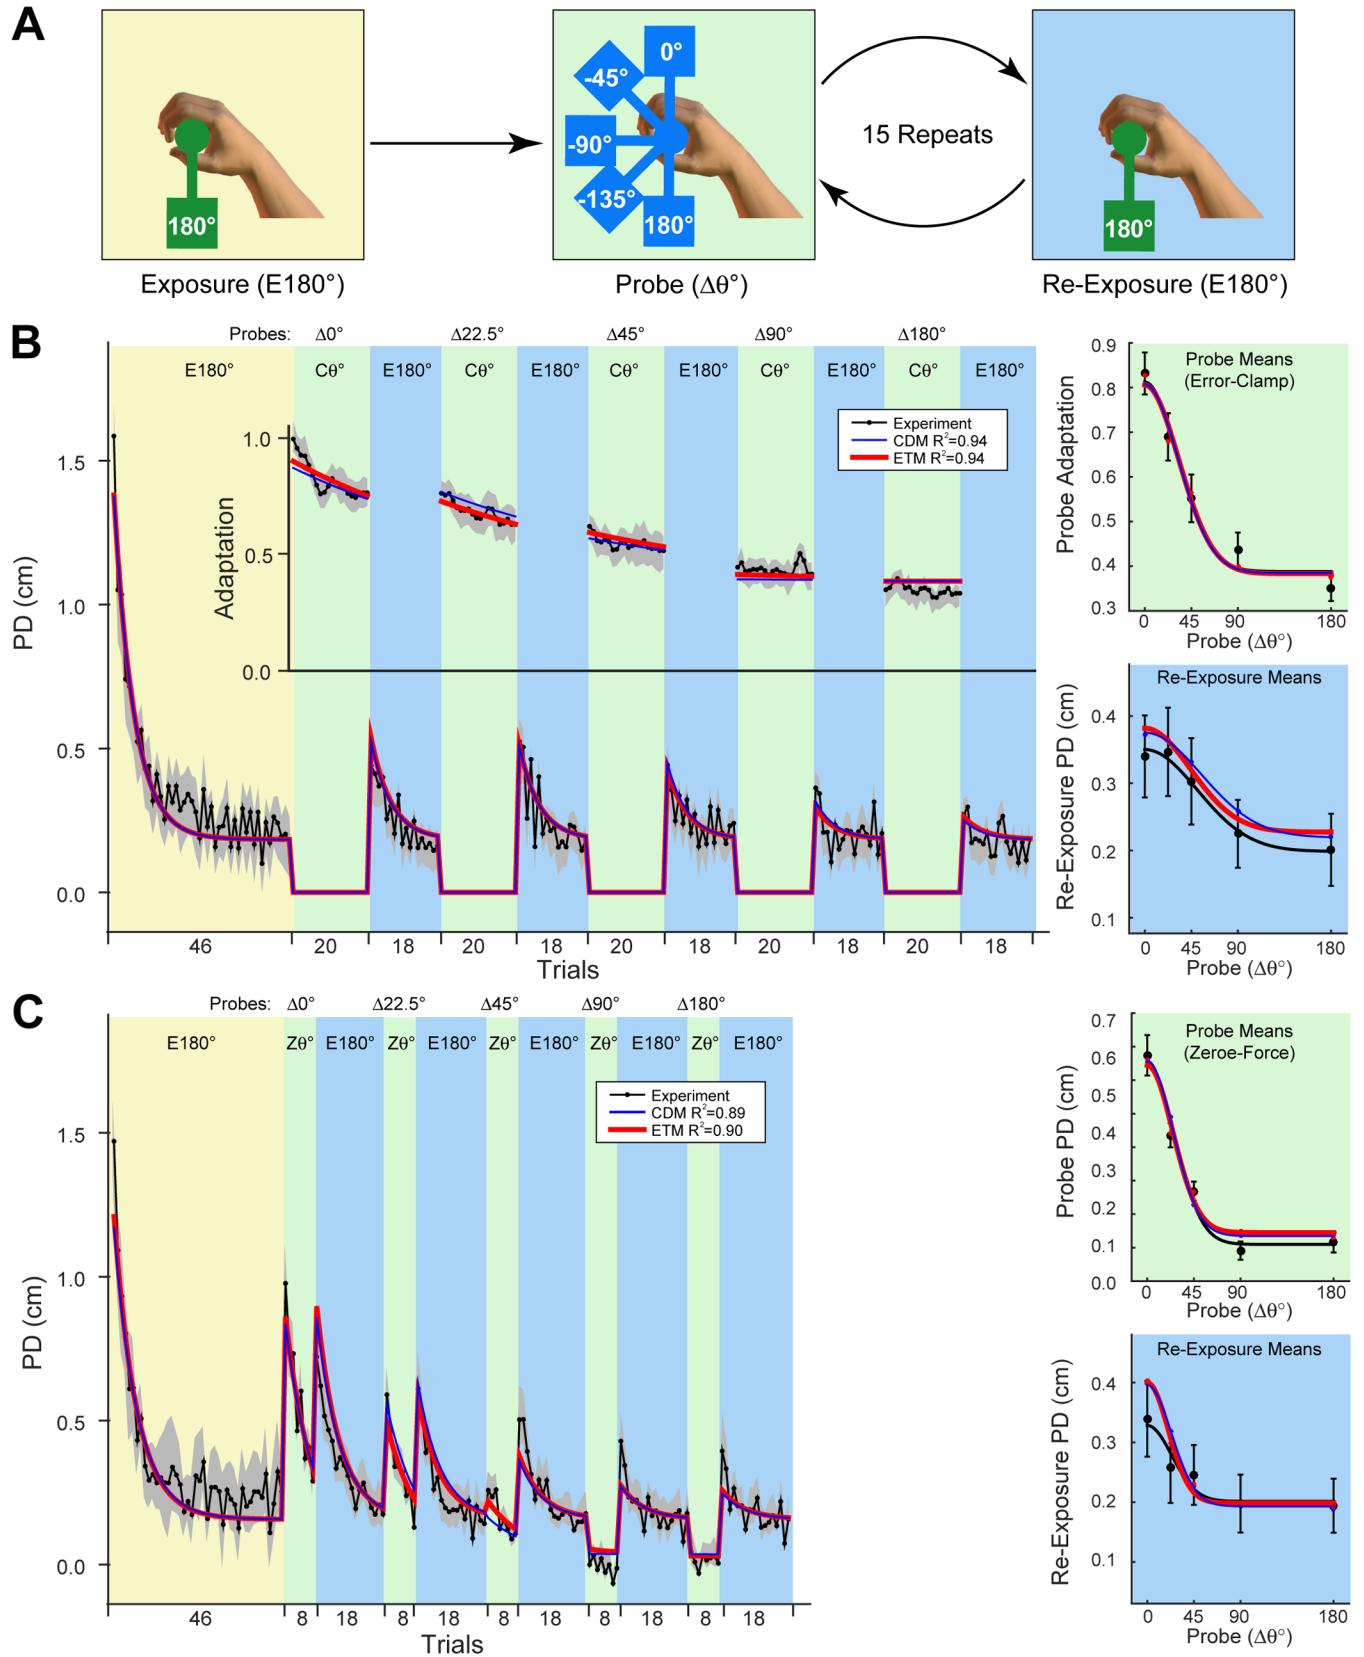 A
180°
Exposure (E180°)
0°
-45°
-90°
-135°
180°
Probe (Δθ°)
15 Repeats
180°
Re-Exposure (E180°)
B
Probes: Δ0° Δ22.5° Δ45° Δ90° Δ180°
E180° Cθ° E180° Cθ° E180° Cθ° E180° Cθ° E180° Cθ° E180°
Experiment
CDM R²=0.94
ETM R²=0.94
PD (cm)
1.5
1.0
0.5
0.0
Adaptation
1.0
0.5
0.0
46 20 18 20 18 20 18 20 18 20 18
Trials
Probe Means
(Error-Clamp)
Probe Adaptation
0.9
0.8
0.7
0.6
0.5
0.4
0.3
0 45 90 180
Probe (Δθ°)
Re-Exposure Means
Re-Exposure PD (cm)
0.4
0.3
0.2
0.1
0 45 90 180
Probe (Δθ°)
C
Probes: Δ0° Δ22.5° Δ45° Δ90° Δ180°
E180° Zθ° E180° Zθ° E180° Zθ° E180° Zθ° E180° Zθ° E180°
Experiment
CDM R²=0.89
ETM R²=0.90
PD (cm)
1.5
1.0
0.5
0.0
46 8 18 8 18 8 18 8 18 8 18
Trials
Probe Means
(Zeroe-Force)
Probe PD (cm)
0.7
0.6
0.5
0.4
0.3
0.2
0.1
0.0
0 45 90 180
Probe (Δθ°)
Re-Exposure Means
Re-Exposure PD (cm)
0.4
0.3
0.2
0.1
0 45 90 180
Probe (Δθ°)